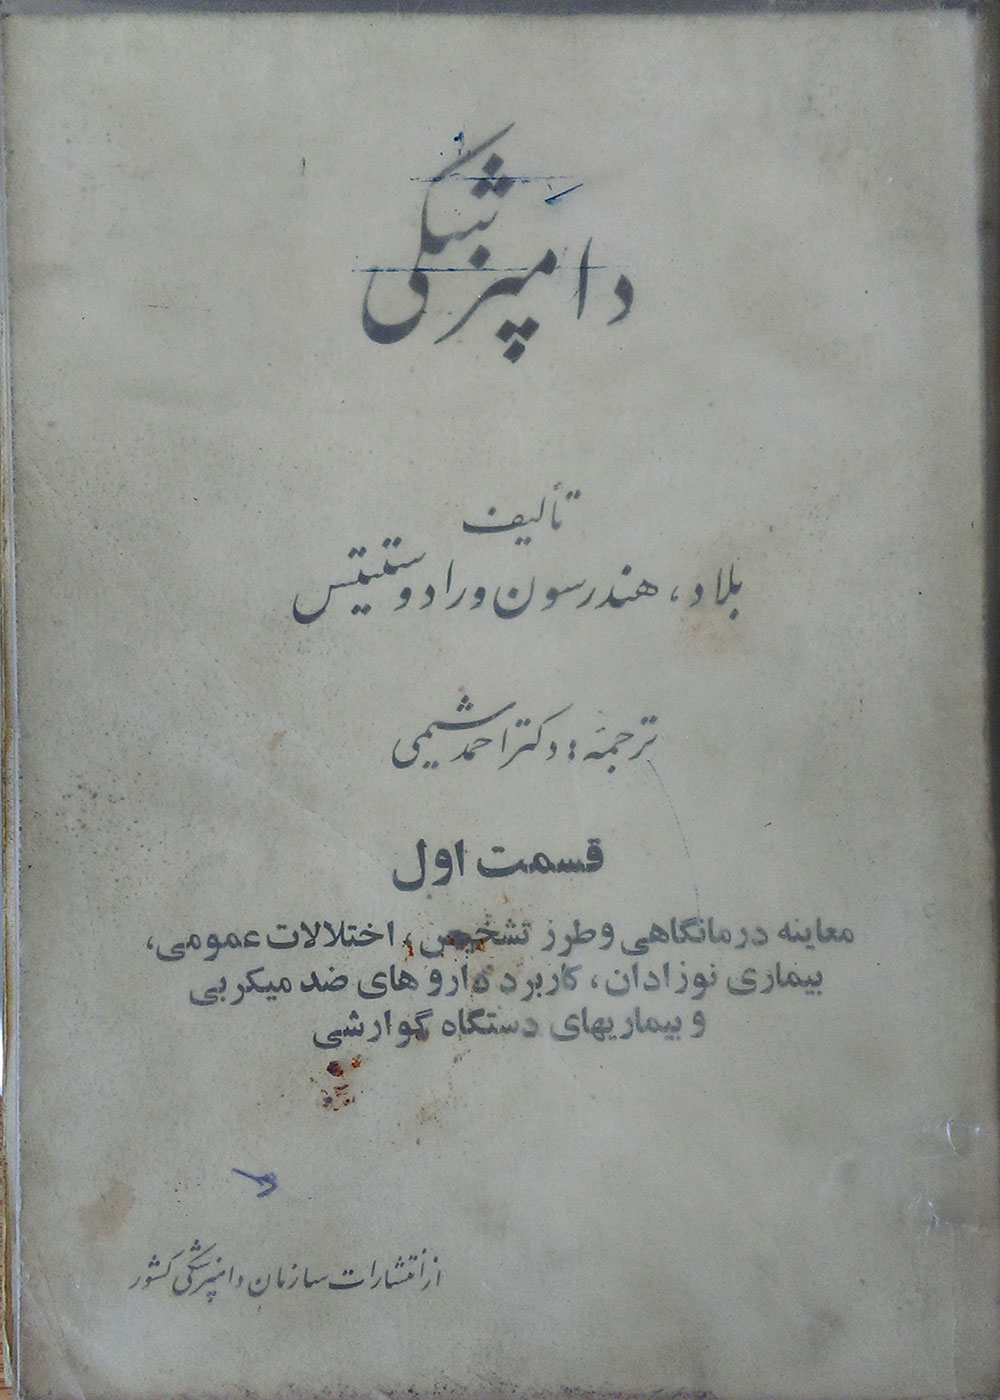 دامپزشکی
تألیف
بلاد، هندرسون و رادوستیتس
ترجمه: دکتر احمد شیمی
قسمت اول
معاینه درمانگاهی و طرز تشخیص، اختلالات عمومی،
بیماری نوزادان، کاربرد داروهای ضد میکربی
و بیماریهای دستگاه گوارشی
از انتشارات سازمان دامپزشکی کشور